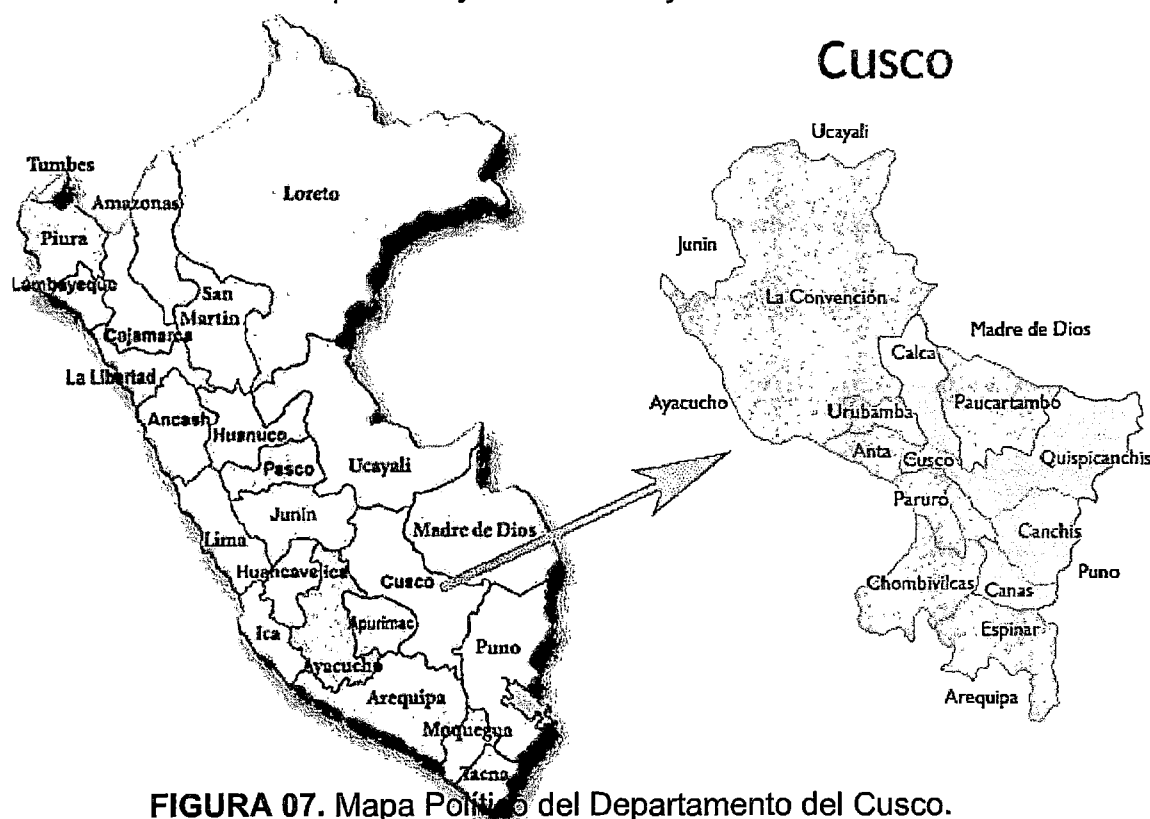 Cusco
Ucayali
Tumbes
Amazonas
Loreto
Piura
Junin
Lambayeque
San
Martin
La Convención
Cajamarca
Madre de Dios
Calca
La Libertad
Ancash
Ayacucho
Urubamba
Paucartambo
Huanuco
Anta
Cusco
Quispicanchis
Pasco
Ucayali
Paruro
Junin
Madre de Dios
Canchis
Lima
Huancavelica
Cusco
Chombivilcas
Canas
Puno
Apurimac
Ica
Espinar
Puno
Ayacucho
Arequipa
Arequipa
Moquegua
Tacna
FIGURA 07. Mapa Político del Departamento del Cusco.